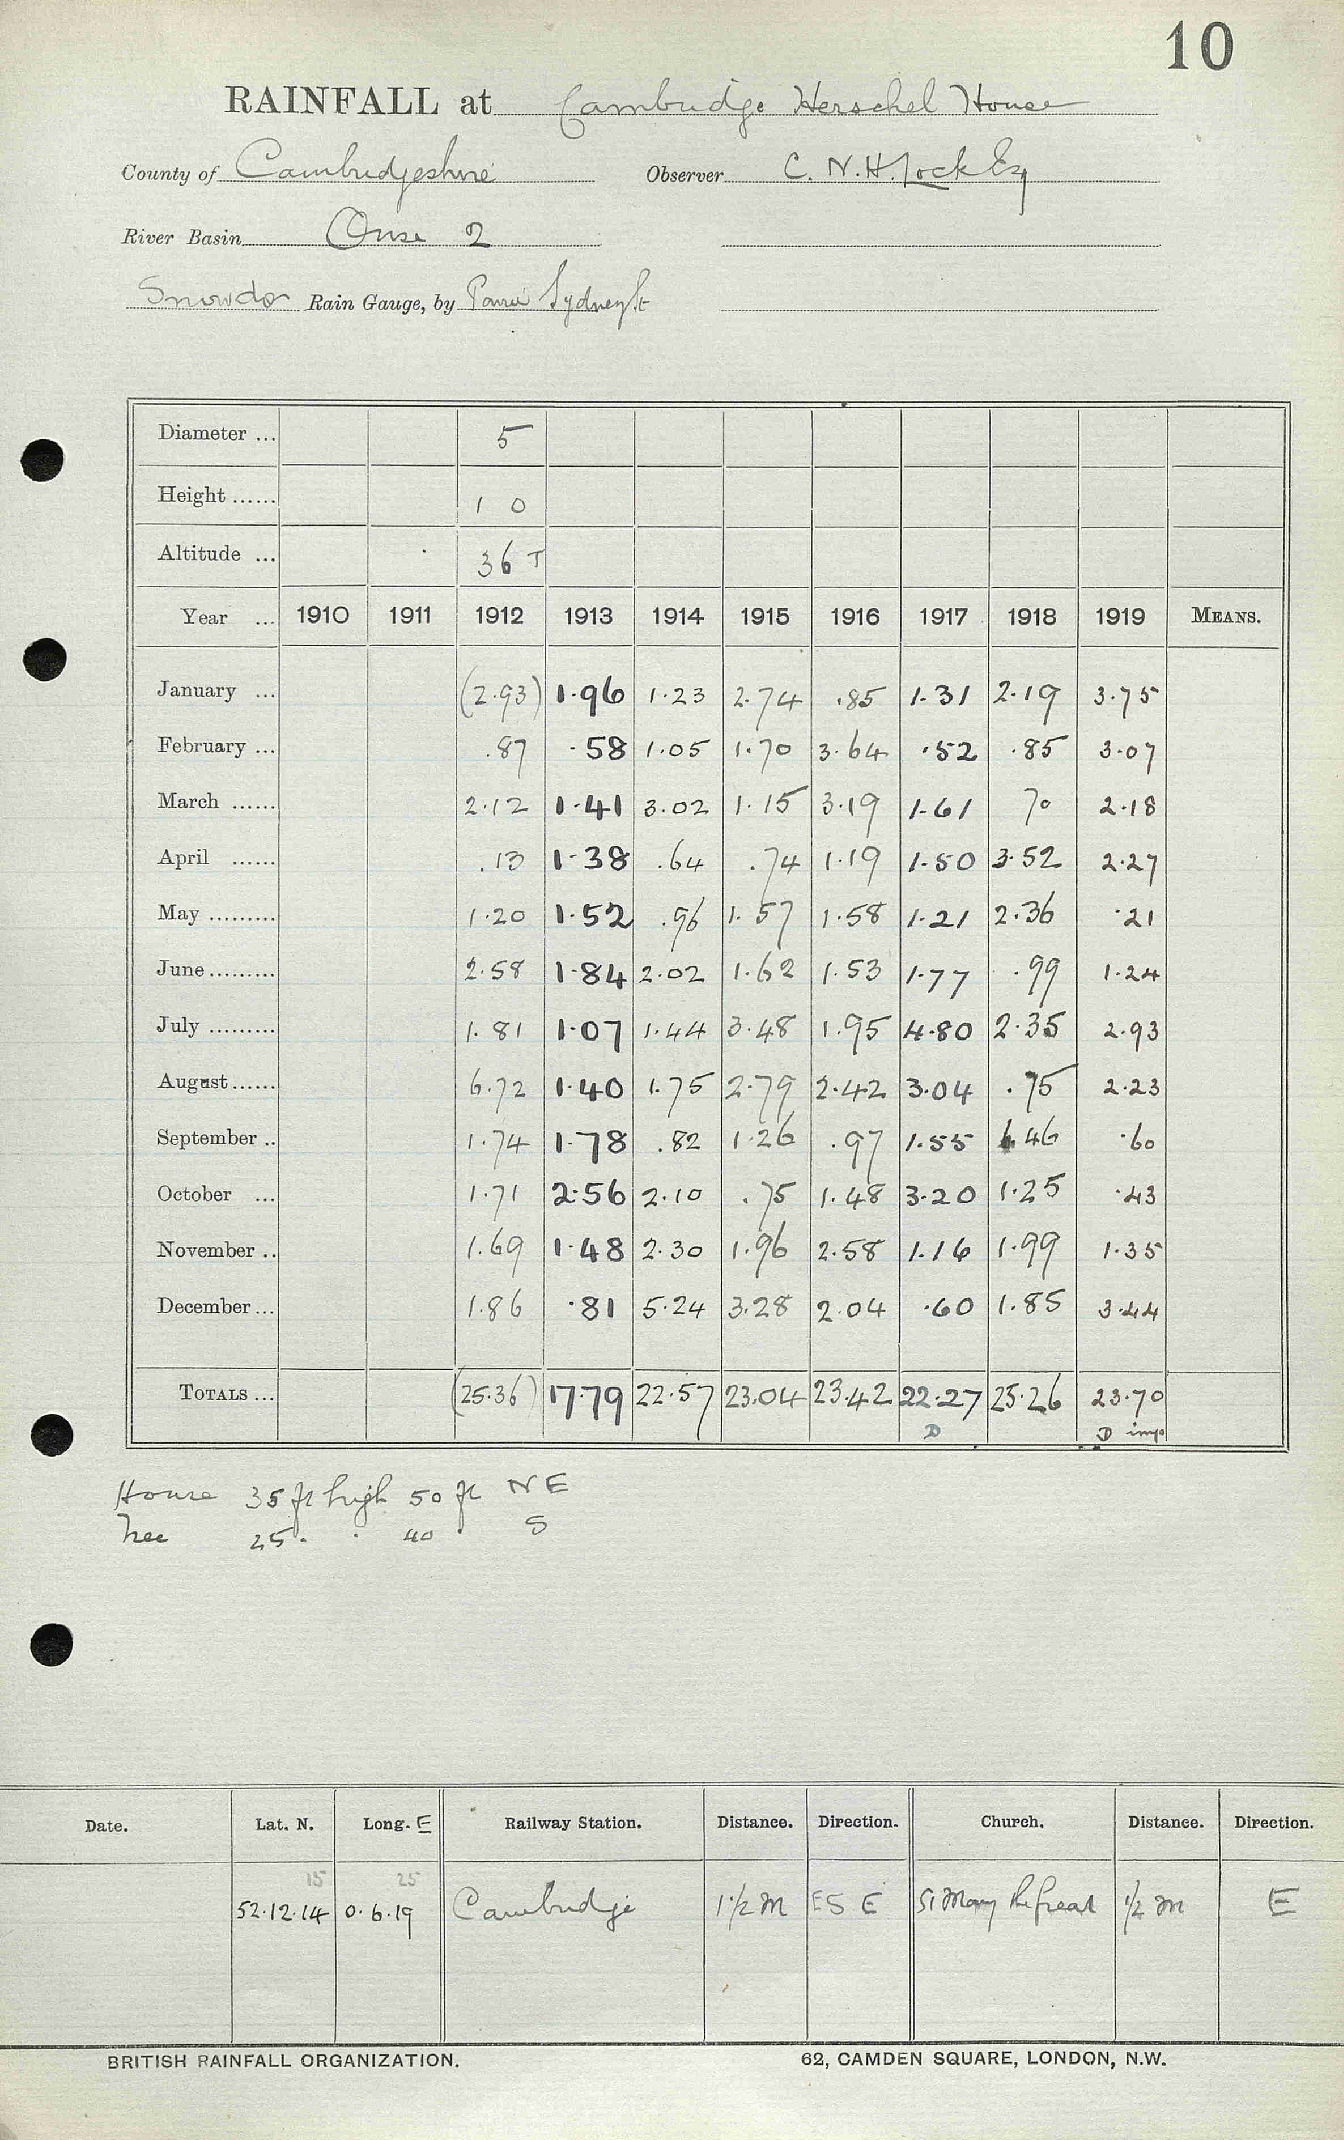 10
RAINFALL at Cambridge Herschel House
County of Cambridgeshire Observer C. N. H. Lock Esq
River Basin Ouse 2
Snowdon Rain Gauge, by
Diameter ... 5
Height ...... 1 0
Altitude ... 36 T
Year ... 1910 1911 1912 1913 1914 1915 1916 1917 1918 1919 MEANS.
January ... (2.93) 1.96 1.23 2.74 .85 1.31 2.19 3.75
February ... .87 .58 1.05 1.70 3.64 .52 .85 3.07
March ...... 2.12 1.41 3.02 1.15 3.19 1.61 70 2.18
April ...... .13 1.38 .64 .74 1.19 1.50 3.52 2.27
May ......... 1.20 1.52 .96 1.57 1.58 1.21 2.36 .21
June ......... 2.58 1.84 2.02 1.62 1.53 1.77 .99 1.24
July ......... 1.81 1.07 1.44 3.48 1.95 4.80 2.35 2.93
August ...... 6.72 1.40 1.75 2.79 2.42 3.04 .75 2.23
September .. 1.74 1.78 .82 1.26 .97 1.55 6.46 .60
October ... 1.71 2.56 2.10 .75 1.48 3.20 1.25 .43
November .. 1.69 1.48 2.30 1.96 2.58 1.16 1.99 1.35
December ... 1.86 .81 5.24 3.28 2.04 .60 1.85 3.44
TOTALS ... (25.36) 17.79 22.57 23.04 23.42 22.27 25.26 23.70
D D imp
House 35 ft high 50 ft N E
Tree 25 " " 40 " S
Date. Lat. N. Long. E Railway Station. Distance. Direction. Church. Distance. Direction.
15 25
52.12.14 0.6.19 Cambridge 1 1/2 M E S E St Mary the Great 1/2 m E
BRITISH RAINFALL ORGANIZATION. 62, CAMDEN SQUARE, LONDON, N.W.